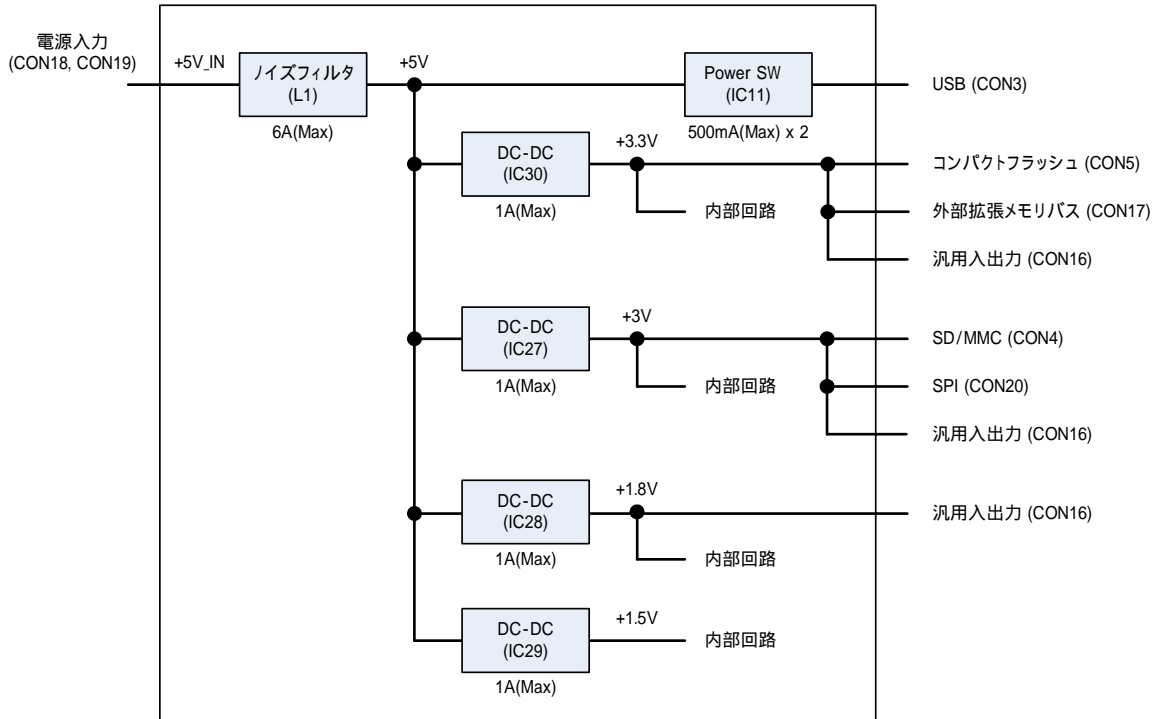 電源入力
(CON18, CON19)
+5V_IN
ノイズフィルタ
(L1)
6A(Max)
+5V
Power SW
(IC11)
500mA(Max) x 2
USB (CON3)
DC-DC
(IC30)
1A(Max)
+3.3V
内部回路
コンパクトフラッシュ (CON5)
外部拡張メモリバス (CON17)
汎用入出力 (CON16)
DC-DC
(IC27)
1A(Max)
+3V
内部回路
SD/MMC (CON4)
SPI (CON20)
汎用入出力 (CON16)
DC-DC
(IC28)
1A(Max)
+1.8V
内部回路
汎用入出力 (CON16)
DC-DC
(IC29)
1A(Max)
+1.5V
内部回路